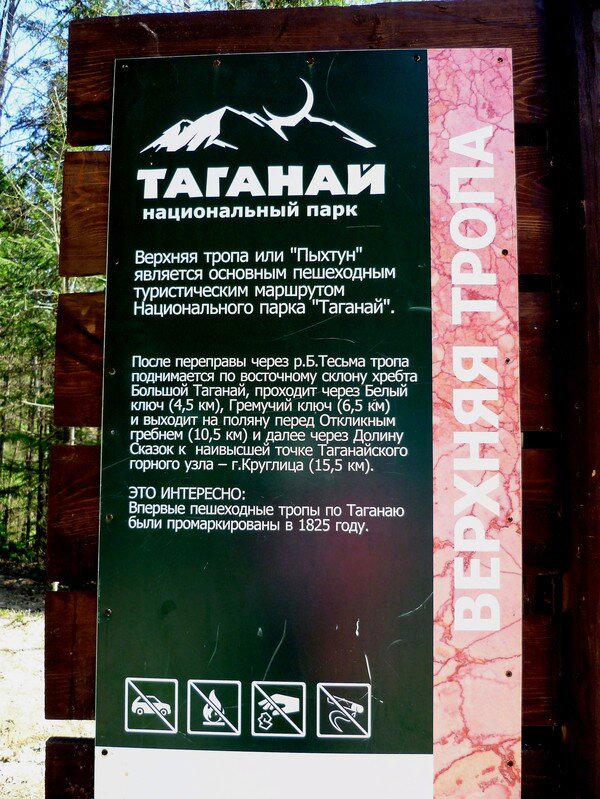 ТАГАНАЙ
национальный парк
Верхняя тропа или "Пыхтун"
является основным пешеходным
туристическим маршрутом
Национального парка "Таганай".
После переправы через р.Б.Тесьма тропа
поднимается по восточному склону хребта
Большой Таганай, проходит через Белый
ключ (4,5 км), Гремучий ключ (6,5 км)
и выходит на поляну перед Откликным
гребнем (10,5 км) и далее через Долину
Сказок к наивысшей точке Таганайского
горного узла – г.Круглица (15,5 км).
ЭТО ИНТЕРЕСНО:
Впервые пешеходные тропы по Таганаю
были промаркированы в 1825 году.
ВЕРХНЯЯ ТРОПА